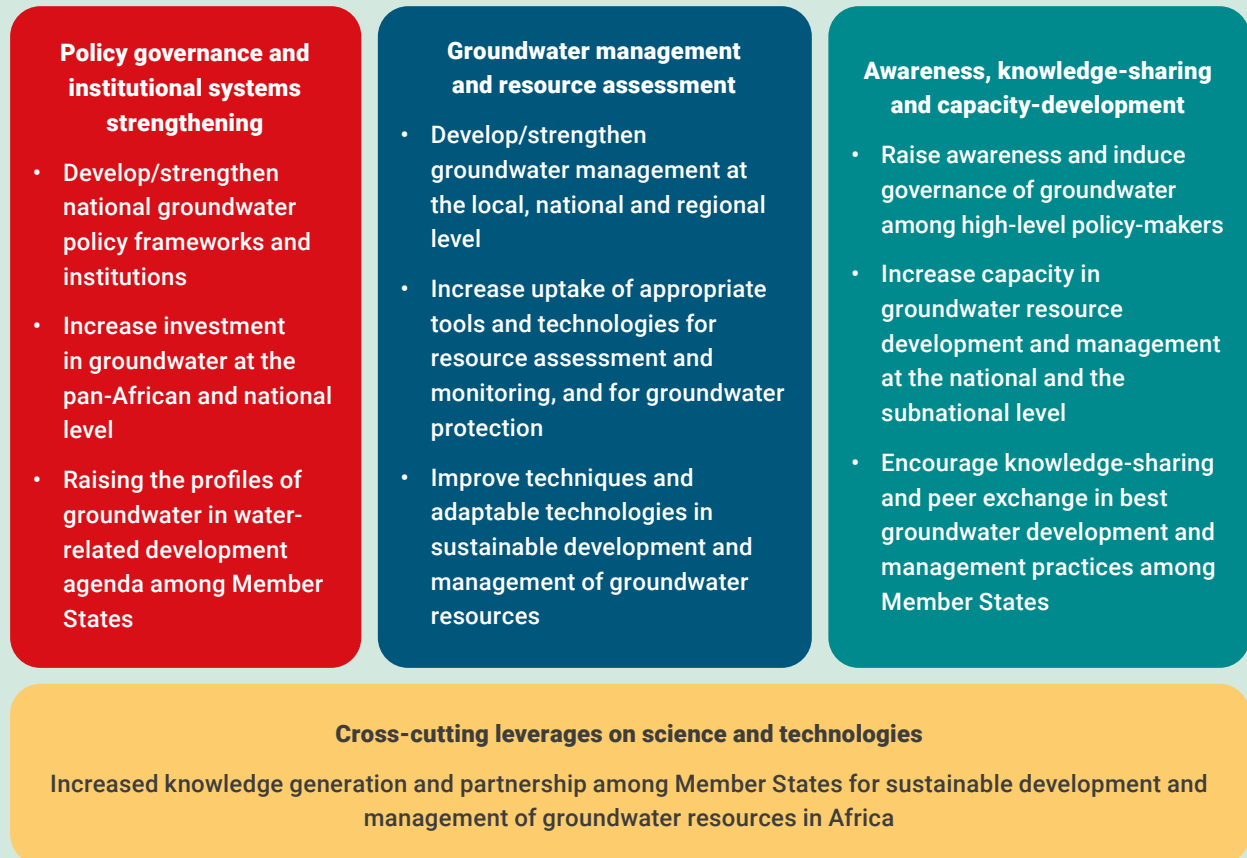 Policy governance and
institutional systems
strengthening
• Develop/strengthen
national groundwater
policy frameworks and
institutions
• Increase investment
in groundwater at the
pan-African and national
level
• Raising the profiles of
groundwater in water-
related development
agenda among Member
States
Groundwater management
and resource assessment
• Develop/strengthen
groundwater management at
the local, national and regional
level
• Increase uptake of appropriate
tools and technologies for
resource assessment and
monitoring, and for groundwater
protection
• Improve techniques and
adaptable technologies in
sustainable development and
management of groundwater
resources
Awareness, knowledge-sharing
and capacity-development
• Raise awareness and induce
governance of groundwater
among high-level policy-makers
• Increase capacity in
groundwater resource
development and management
at the national and the
subnational level
• Encourage knowledge-sharing
and peer exchange in best
groundwater development and
management practices among
Member States
Cross-cutting leverages on science and technologies
Increased knowledge generation and partnership among Member States for sustainable development and
management of groundwater resources in Africa